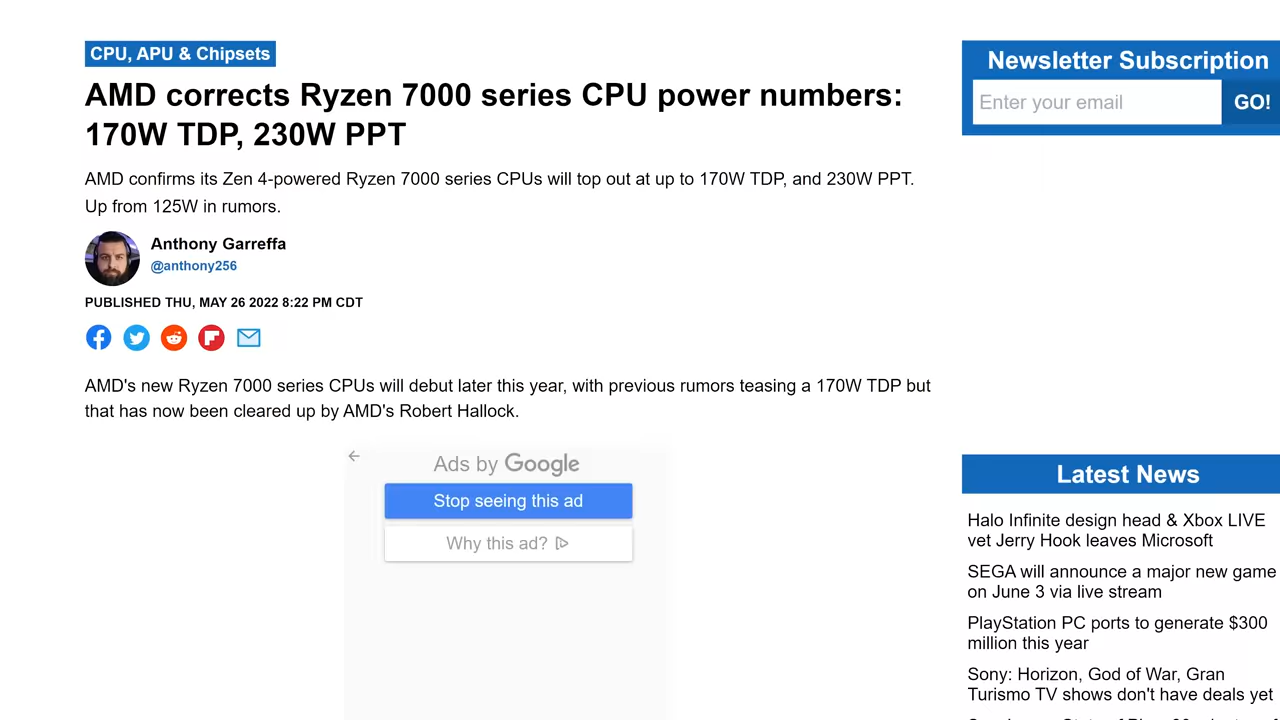 CPU, APU & Chipsets
AMD corrects Ryzen 7000 series CPU power numbers:
170W TDP, 230W PPT
AMD confirms its Zen 4-powered Ryzen 7000 series CPUs will top out at up to 170W TDP, and 230W PPT.
Up from 125W in rumors.
Anthony Garreffa
@anthony256
PUBLISHED THU, MAY 26 2022 8:22 PM CDT
AMD's new Ryzen 7000 series CPUs will debut later this year, with previous rumors teasing a 170W TDP but
that has now been cleared up by AMD's Robert Hallock.
Ads by Google
Stop seeing this ad
Why this ad?
Newsletter Subscription
Enter your email GO!
Latest News
Halo Infinite design head & Xbox LIVE
vet Jerry Hook leaves Microsoft
SEGA will announce a major new game
on June 3 via live stream
PlayStation PC ports to generate $300
million this year
Sony: Horizon, God of War, Gran
Turismo TV shows don't have deals yet